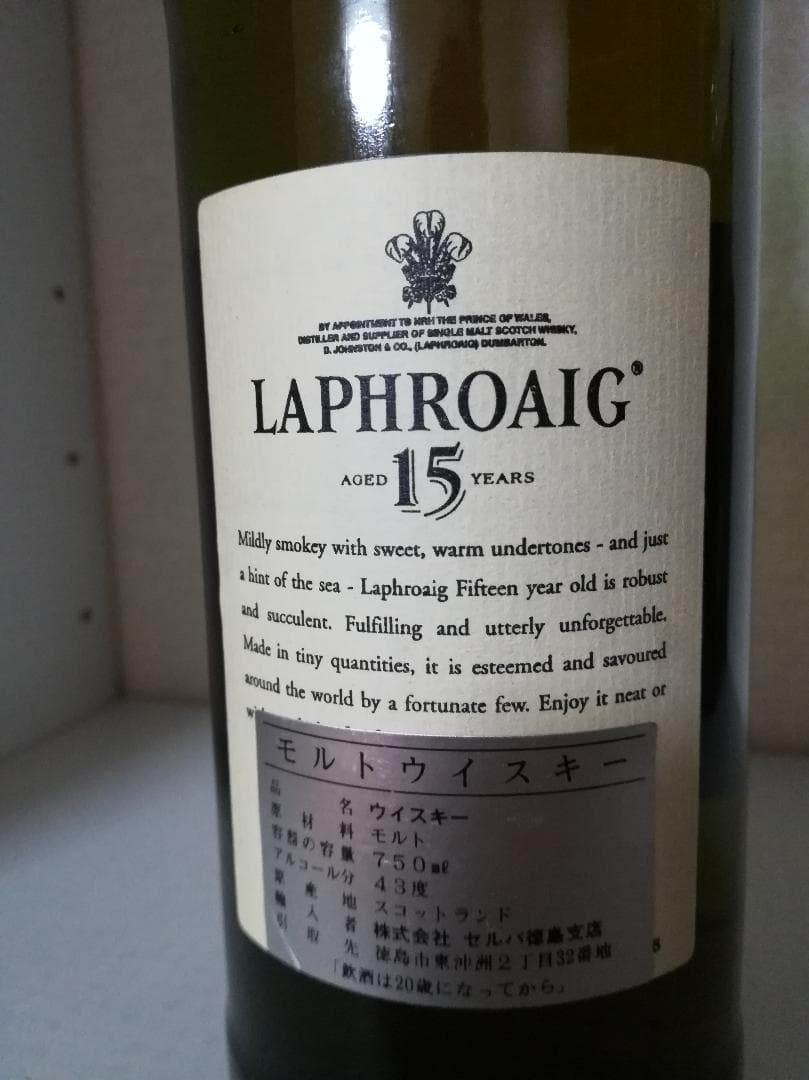 BY APPOINTMENT TO HRH THE PRINCE OF WALES,
DISTILLER AND SUPPLIER OF SINGLE MALT SCOTCH WHISKY,
D. JOHNSTON & CO., (LAPHROAIG) DUMBARTON.
LAPHROAIG®
AGED 15 YEARS
Mildly smokey with sweet, warm undertones - and just
a hint of the sea - Laphroaig Fifteen year old is robust
and succulent. Fulfilling and utterly unforgettable.
Made in tiny quantities, it is esteemed and savoured
around the world by a fortunate few. Enjoy it neat or
モルトウイスキー
品名 ウイスキー
原材料 モルト
容器の容量 750ml
アルコール分 43度
原産地 スコットランド
輸入者 株式会社 セルバ徳島支店
引取先 徳島市東沖洲2丁目32番地
「飲酒は20歳になってから」
8